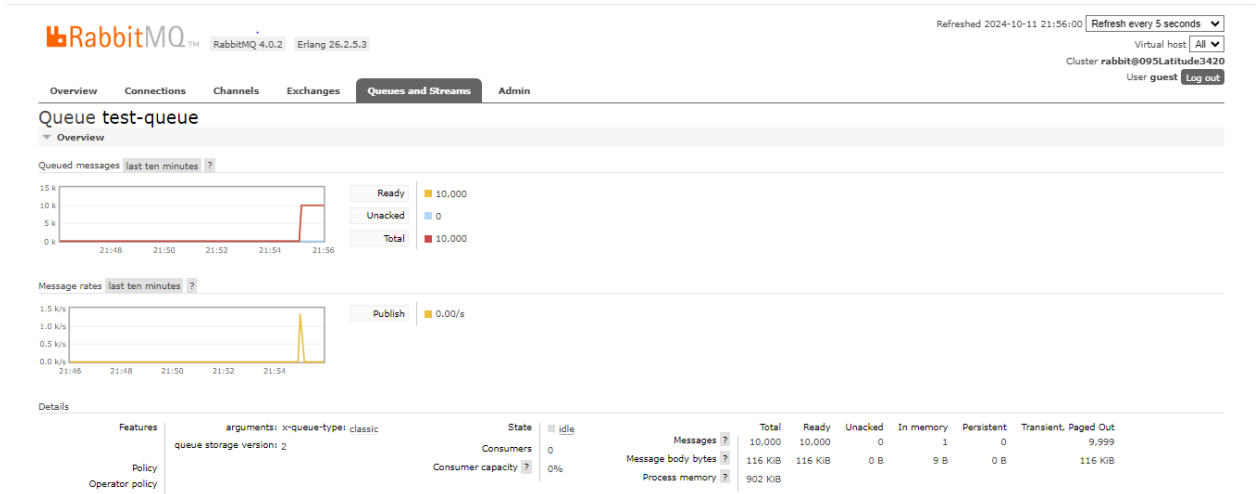 RabbitMQ TM RabbitMQ 4.0.2 Erlang 26.2.5.3
Refreshed 2024-10-11 21:56:00 Refresh every 5 seconds
Virtual host All
Cluster rabbit@095Latitude3420
User guest Log out
Overview Connections Channels Exchanges Queues and Streams Admin
Queue test-queue
Overview
Queued messages last ten minutes ?
15 k
10 k
5 k
0 k
21:48 21:50 21:52 21:54 21:56
Ready 10,000
Unacked 0
Total 10,000
Message rates last ten minutes ?
1.5 k/s
1.0 k/s
0.5 k/s
0.0 k/s
21:46 21:48 21:50 21:52 21:54
Publish 0.00/s
Details
Features arguments: x-queue-type: classic
queue storage version: 2
Policy
Operator policy
State idle
Consumers 0
Consumer capacity ? 0%
Total Ready Unacked In memory Persistent Transient, Paged Out
Messages ? 10,000 10,000 0 1 0 9,999
Message body bytes ? 116 KiB 116 KiB 0 B 9 B 0 B 116 KiB
Process memory ? 902 KiB